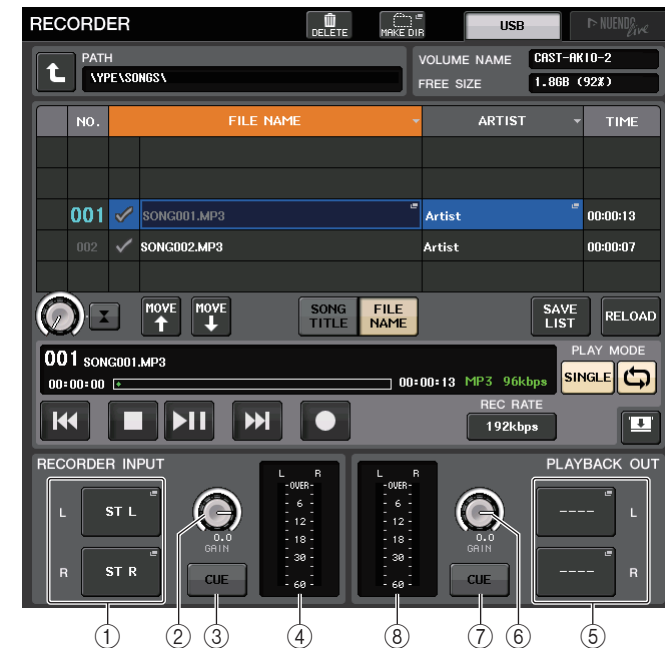 RECORDER
DELETE
MAKE DIR
USB
NUENDO Live
PATH
\YPE\SONGS\
VOLUME NAME
CAST-AKIO-2
FREE SIZE
1.8GB (92%)
NO.
FILE NAME
ARTIST
TIME
001
SONG001.MP3
Artist
00:00:13
002
SONG002.MP3
Artist
00:00:07
MOVE
MOVE
SONG TITLE
FILE NAME
SAVE LIST
RELOAD
001 SONG001.MP3
00:00:00
00:00:13 MP3 96kbps
PLAY MODE
SINGLE
REC RATE
192kbps
RECORDER INPUT
PLAYBACK OUT
L
ST L
R
ST R
0.0
GAIN
CUE
L R
-OVER-
6
12
18
30
60
L R
-OVER-
6
12
18
30
60
0.0
GAIN
CUE
----
L
----
R
① ② ③ ④ ⑧ ⑦ ⑥ ⑤